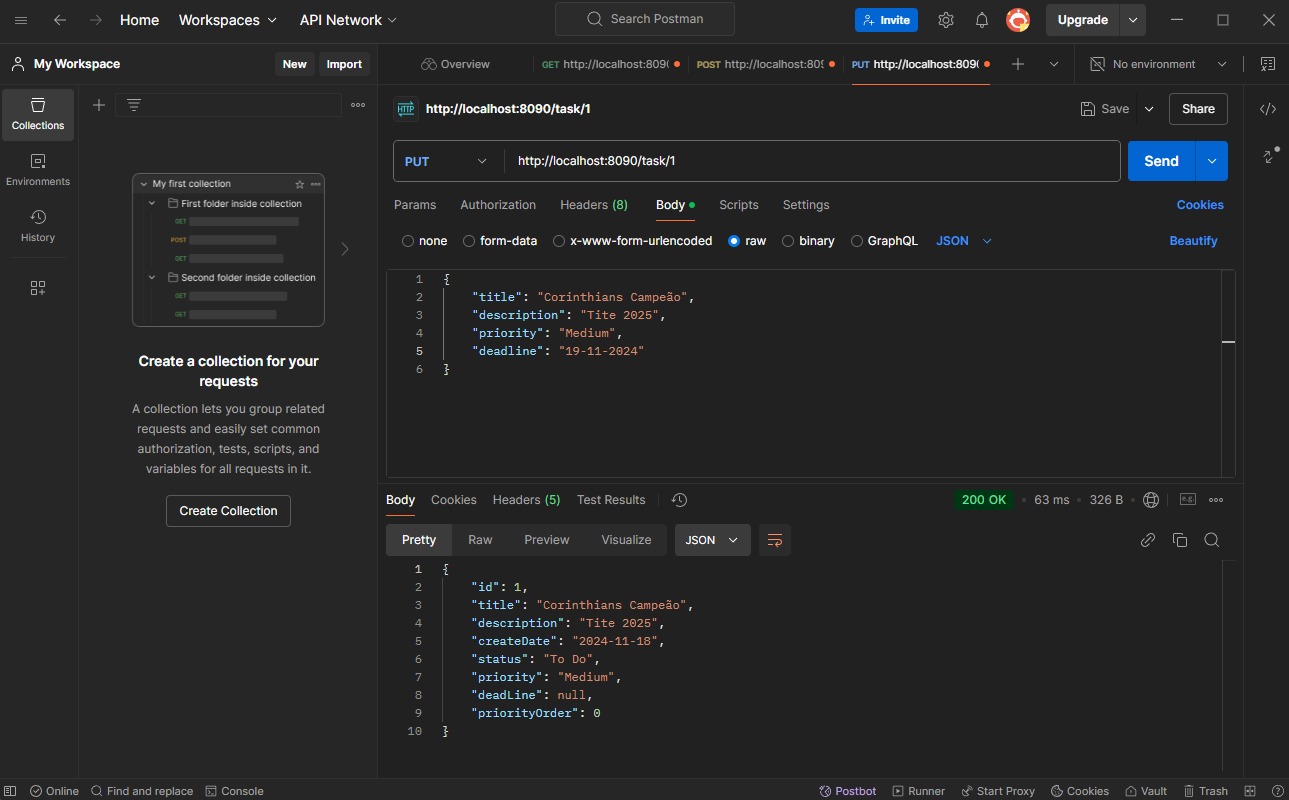 Home Workspaces API Network Search Postman Invite Upgrade
My Workspace New Import Overview GET http://localhost:809( POST http://localhost:809 PUT http://localhost:809( No environment
Collections
Environments
History
My first collection
First folder inside collection
GET
POST
GET
Second folder inside collection
GET
GET
Create a collection for your
requests
A collection lets you group related
requests and easily set common
authorization, tests, scripts, and
variables for all requests in it.
Create Collection
HTTP http://localhost:8090/task/1 Save Share
PUT http://localhost:8090/task/1 Send
Params Authorization Headers (8) Body Scripts Settings Cookies
none form-data x-www-form-urlencoded raw binary GraphQL JSON Beautify
1 {
2 "title": "Corinthians Campeão",
3 "description": "Tite 2025",
4 "priority": "Medium",
5 "deadline": "19-11-2024"
6 }
Body Cookies Headers (5) Test Results 200 OK 63 ms 326 B e.g.
Pretty Raw Preview Visualize JSON
1 {
2 "id": 1,
3 "title": "Corinthians Campeão",
4 "description": "Tite 2025",
5 "createDate": "2024-11-18",
6 "status": "To Do",
7 "priority": "Medium",
8 "deadLine": null,
9 "priorityOrder": 0
10 }
Online Find and replace Console Postbot Runner Start Proxy Cookies Vault Trash